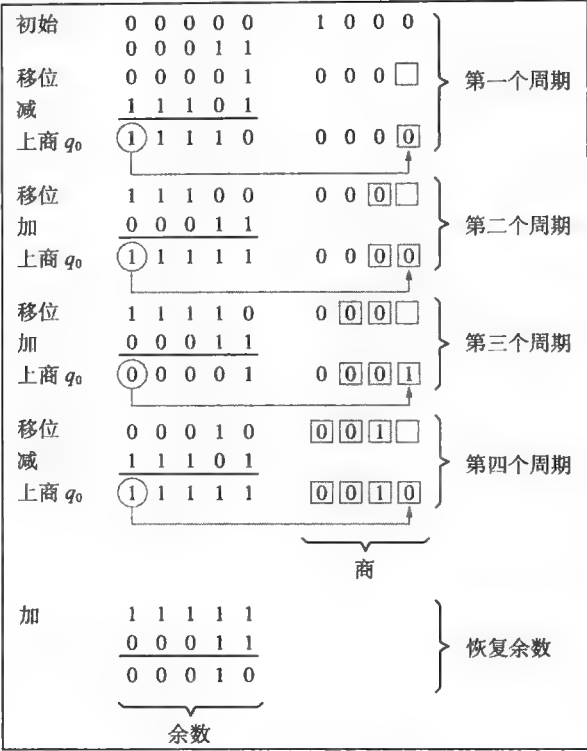 初始 0 0 0 0 0 1 0 0 0
0 0 0 1 1
移位 0 0 0 0 1 0 0 0
减 1 1 1 0 1
上商 q0 1 1 1 1 0 0 0 0 0
第一个周期
移位 1 1 1 0 0 0 0 0
加 0 0 0 1 1
上商 q0 1 1 1 1 1 0 0 0 0
第二个周期
移位 1 1 1 1 0 0 0 0
加 0 0 0 1 1
上商 q0 0 0 0 0 1 0 0 0 1
第三个周期
移位 0 0 0 1 0 0 0 1
减 1 1 1 0 1
上商 q0 1 1 1 1 1 0 0 1 0
第四个周期
商
加 1 1 1 1 1
0 0 0 1 1
0 0 0 1 0
恢复余数
余数